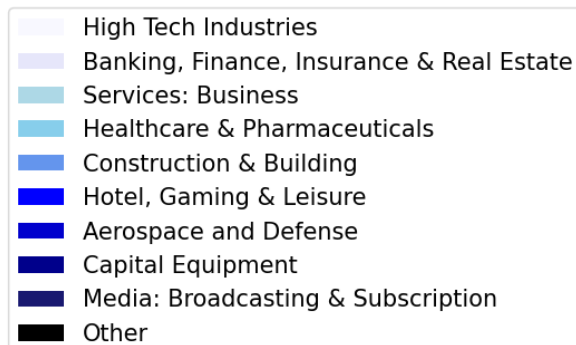 High Tech Industries
Banking, Finance, Insurance & Real Estate
Services: Business
Healthcare & Pharmaceuticals
Construction & Building
Hotel, Gaming & Leisure
Aerospace and Defense
Capital Equipment
Media: Broadcasting & Subscription
Other